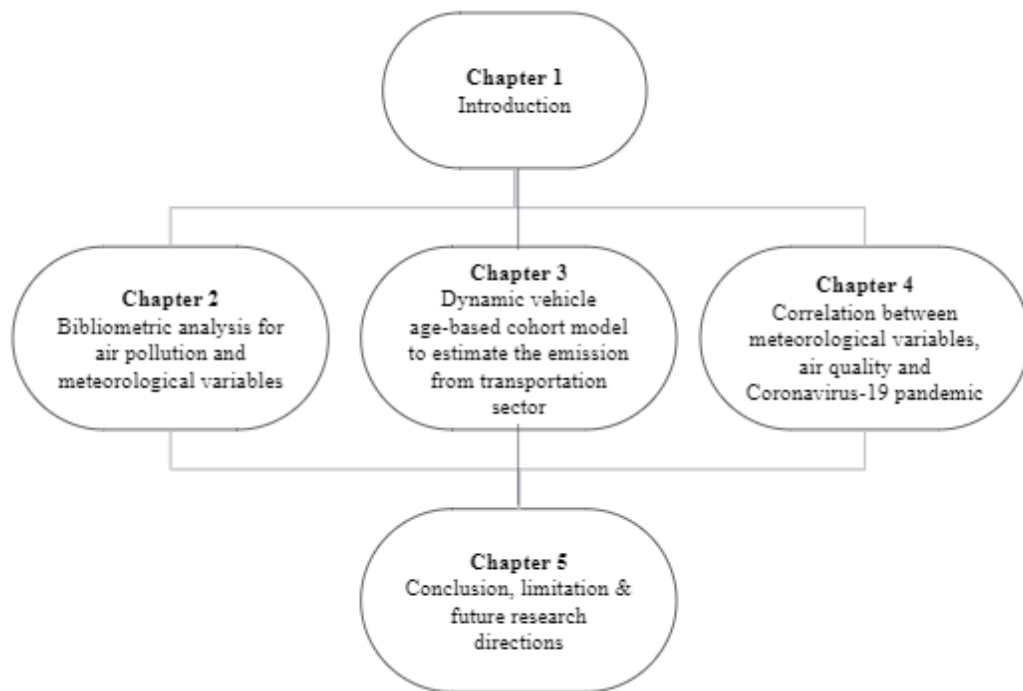 Chapter 1
Introduction
Chapter 2
Bibliometric analysis for
air pollution and
meteorological variables
Chapter 3
Dynamic vehicle
age-based cohort model
to estimate the emission
from transportation
sector
Chapter 4
Correlation between
meteorological variables,
air quality and
Coronavirus-19 pandemic
Chapter 5
Conclusion, limitation &
future research
directions